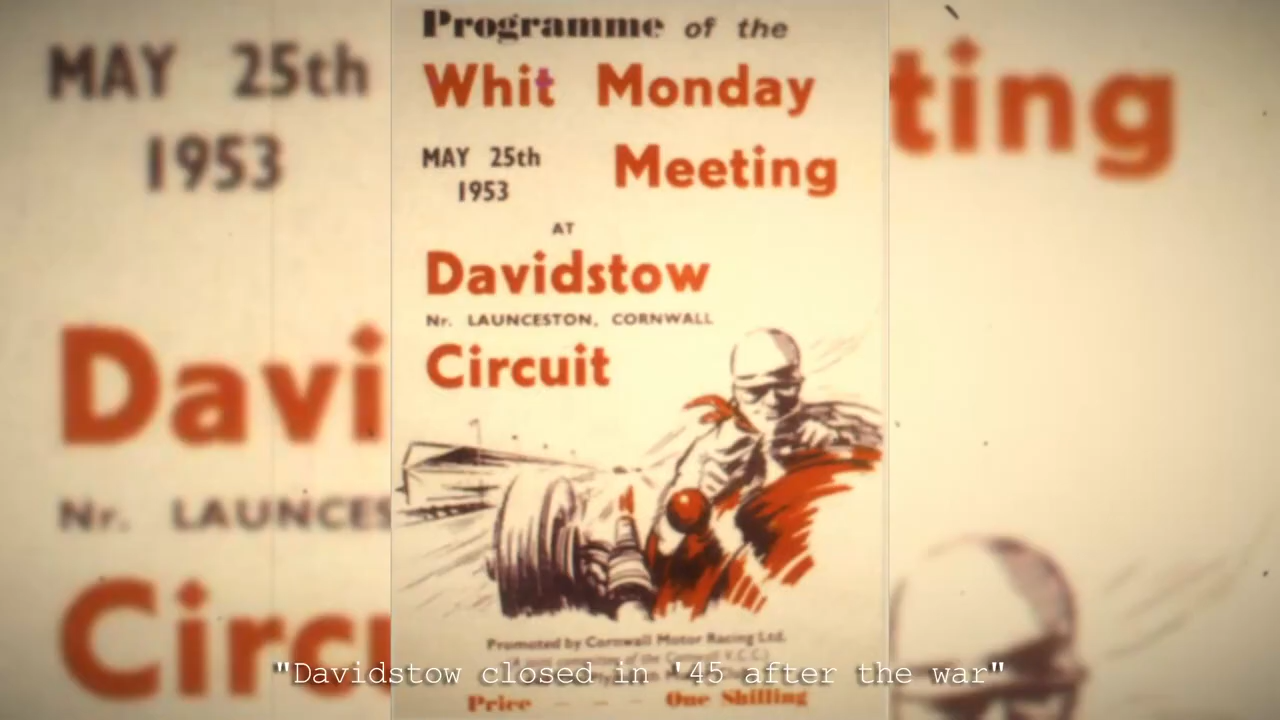 Programme of the
Whit Monday
MAY 25th
1953
Meeting
AT
Davidstow
Nr. LAUNCESTON, CORNWALL
Circuit
Promoted by Cornwall Motor Racing Ltd.
Price - - - One Shilling
"Davidstow closed in '45 after the war"
MAY 25th
1953
Davi
Nr. LAUNCES
Circu
ting